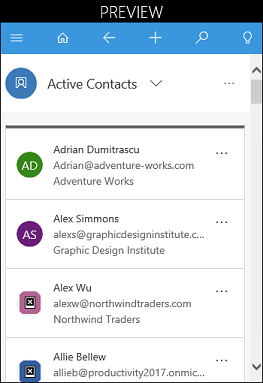 PREVIEW
Active Contacts
...
AD
Adrian Dumitrascu
Adrian@adventure-works.com
Adventure Works
...
AS
Alex Simmons
alexs@graphicdesigninstitute.c...
Graphic Design Institute
...
Alex Wu
alexw@northwindtraders.com
Northwind Traders
...
Allie Bellew
allieb@productivity2017.onmic...
...